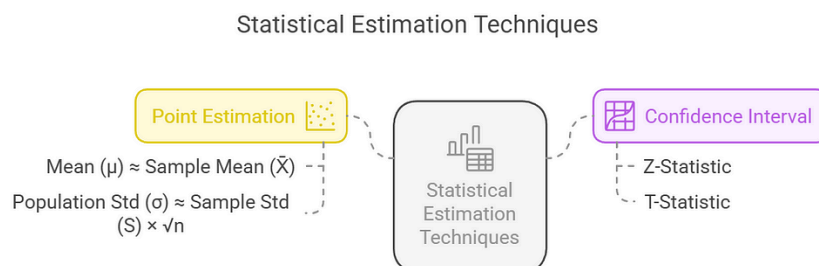 Statistical Estimation Techniques
Point Estimation
Mean (μ) ≈ Sample Mean (X̄)
Population Std (σ) ≈ Sample Std
(S) × √n
Statistical
Estimation
Techniques
Confidence Interval
Z-Statistic
T-Statistic